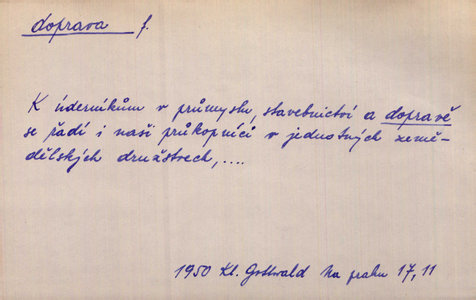 doprava f.
K úderníkům v průmyslu, stavebnictví a dopravě
se řadí i naši průkopníci v jednotných země-
dělských družstvech,....
1950 Kl. Gottwald Na prahu 17,11